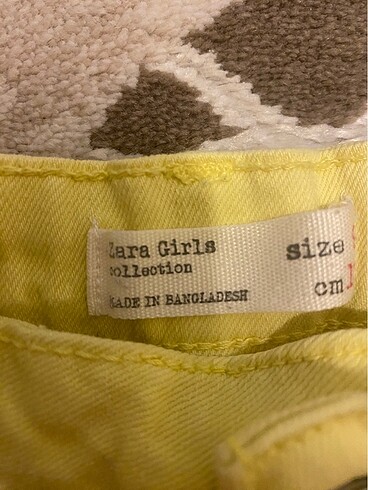 Zara Girls
collection
MADE IN BANGLADESH
size
cm